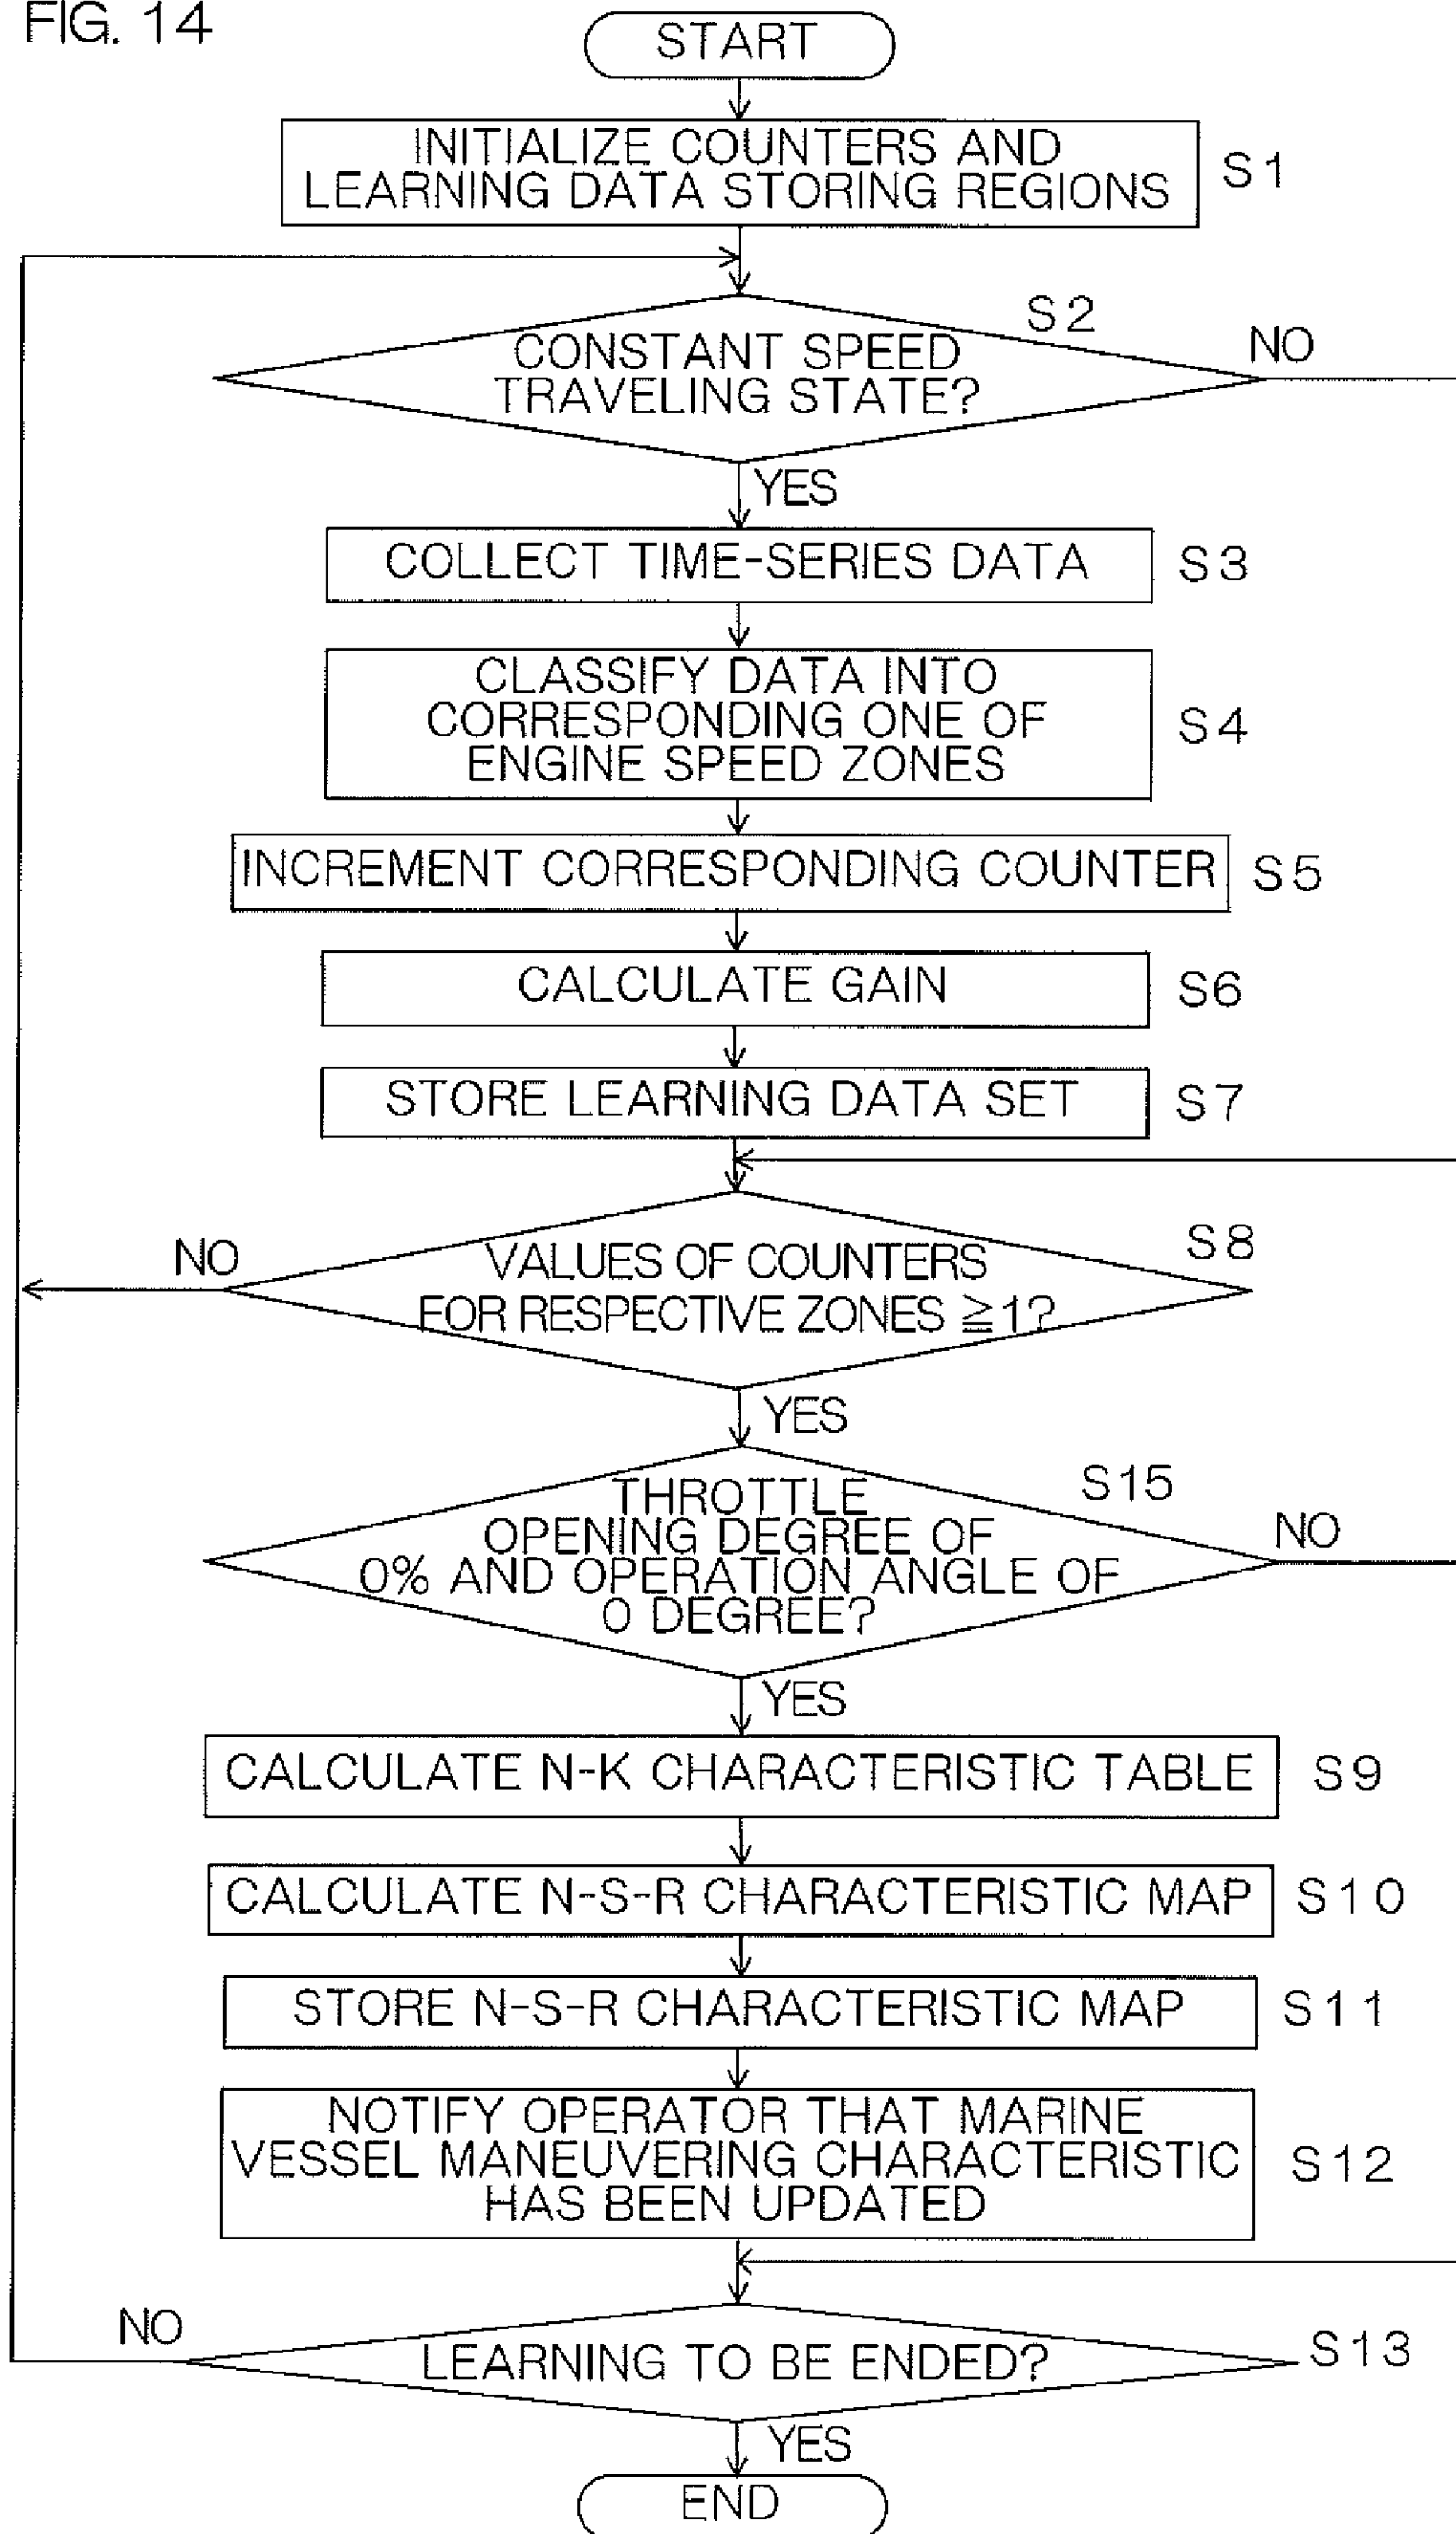 FIG. 14
START
INITIALIZE COUNTERS AND
LEARNING DATA STORING REGIONS
S1
S2
CONSTANT SPEED
TRAVELING STATE?
NO
YES
COLLECT TIME-SERIES DATA
S3
CLASSIFY DATA INTO
CORRESPONDING ONE OF
ENGINE SPEED ZONES
S4
INCREMENT CORRESPONDING COUNTER
S5
CALCULATE GAIN
S6
STORE LEARNING DATA SET
S7
NO
VALUES OF COUNTERS
FOR RESPECTIVE ZONES ≧1?
S8
YES
THROTTLE
OPENING DEGREE OF
0% AND OPERATION ANGLE OF
0 DEGREE?
S15
NO
YES
CALCULATE N-K CHARACTERISTIC TABLE
S9
CALCULATE N-S-R CHARACTERISTIC MAP
S10
STORE N-S-R CHARACTERISTIC MAP
S11
NOTIFY OPERATOR THAT MARINE
VESSEL MANEUVERING CHARACTERISTIC
HAS BEEN UPDATED
S12
NO
LEARNING TO BE ENDED?
S13
YES
END